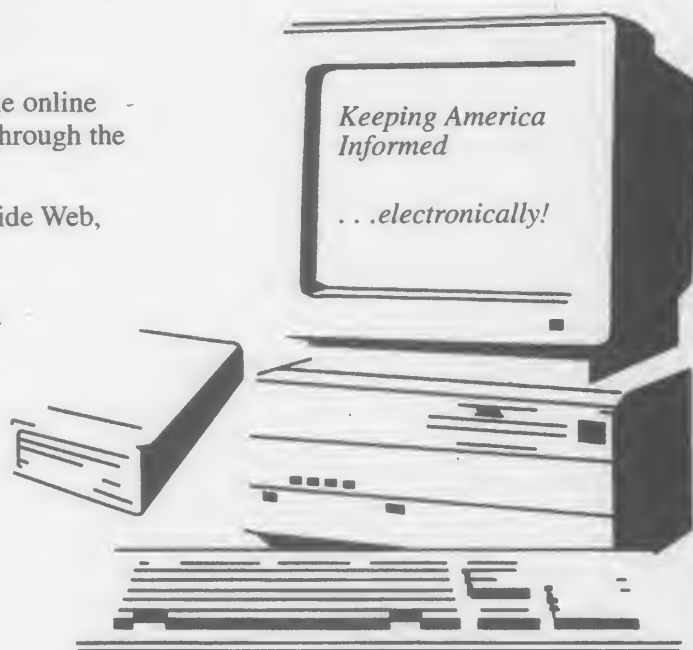 e online
hrough the
ide Web,
Keeping America
Informed
. . .electronically!